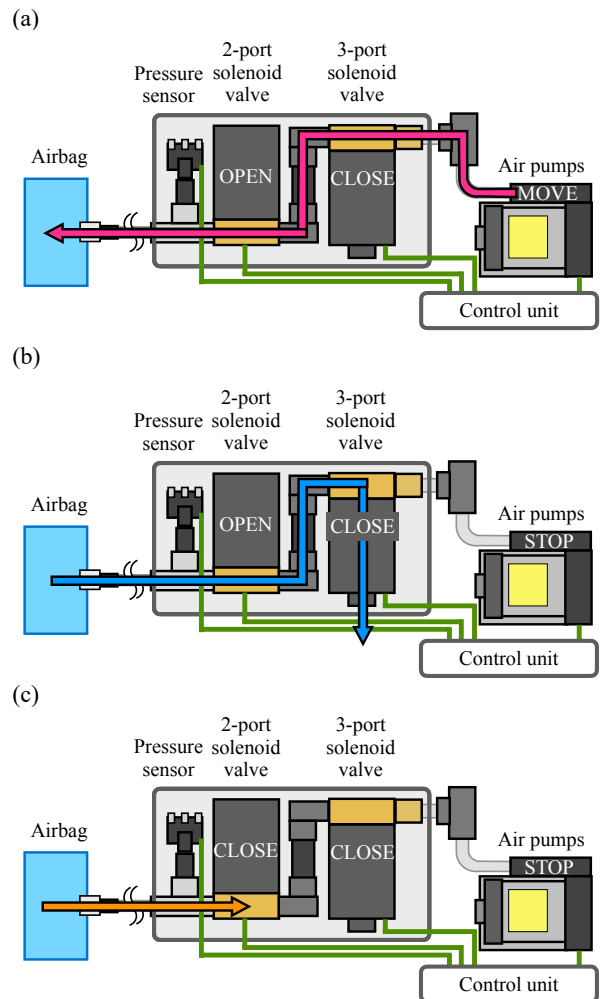 (a)
2-port
solenoid
valve
3-port
solenoid
valve
Pressure
sensor
Airbag
OPEN
CLOSE
Air pumps
MOVE
Control unit
(b)
2-port
solenoid
valve
3-port
solenoid
valve
Pressure
sensor
Airbag
OPEN
CLOSE
Air pumps
STOP
Control unit
(c)
2-port
solenoid
valve
3-port
solenoid
valve
Pressure
sensor
Airbag
CLOSE
CLOSE
Air pumps
STOP
Control unit